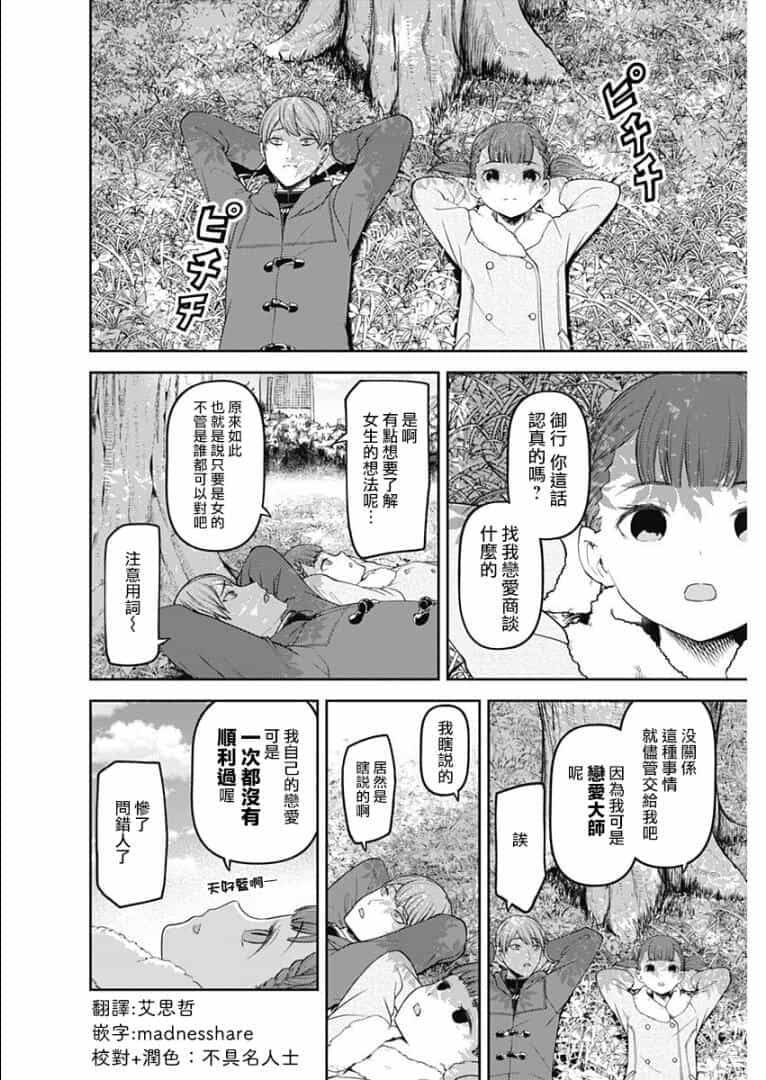 ピチチチ
ピチチ
御行 你這話
認真的嗎？
找我戀愛商談
什麼的
是啊
有點想要了解
女生的想法呢…
原來如此
也就是說只要是女的
不管是誰都可以對吧
注意用詞～
沒關係
這種事情
就儘管交給我吧
因為我可是
戀愛大師
呢
誒
我瞎說的
居然是
瞎說的啊
我自己的戀愛
可是
一次都沒有
順利過喔
天好藍啊—
慘了
問錯人了
翻譯:艾思哲
嵌字:madnesshare
校對+潤色：不具名人士